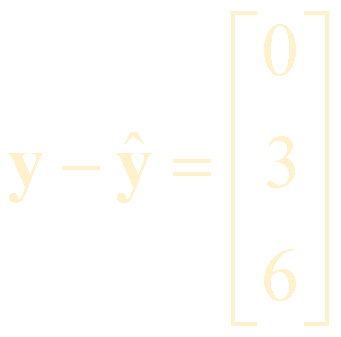 y − ŷ = [ 0
3
6 ]